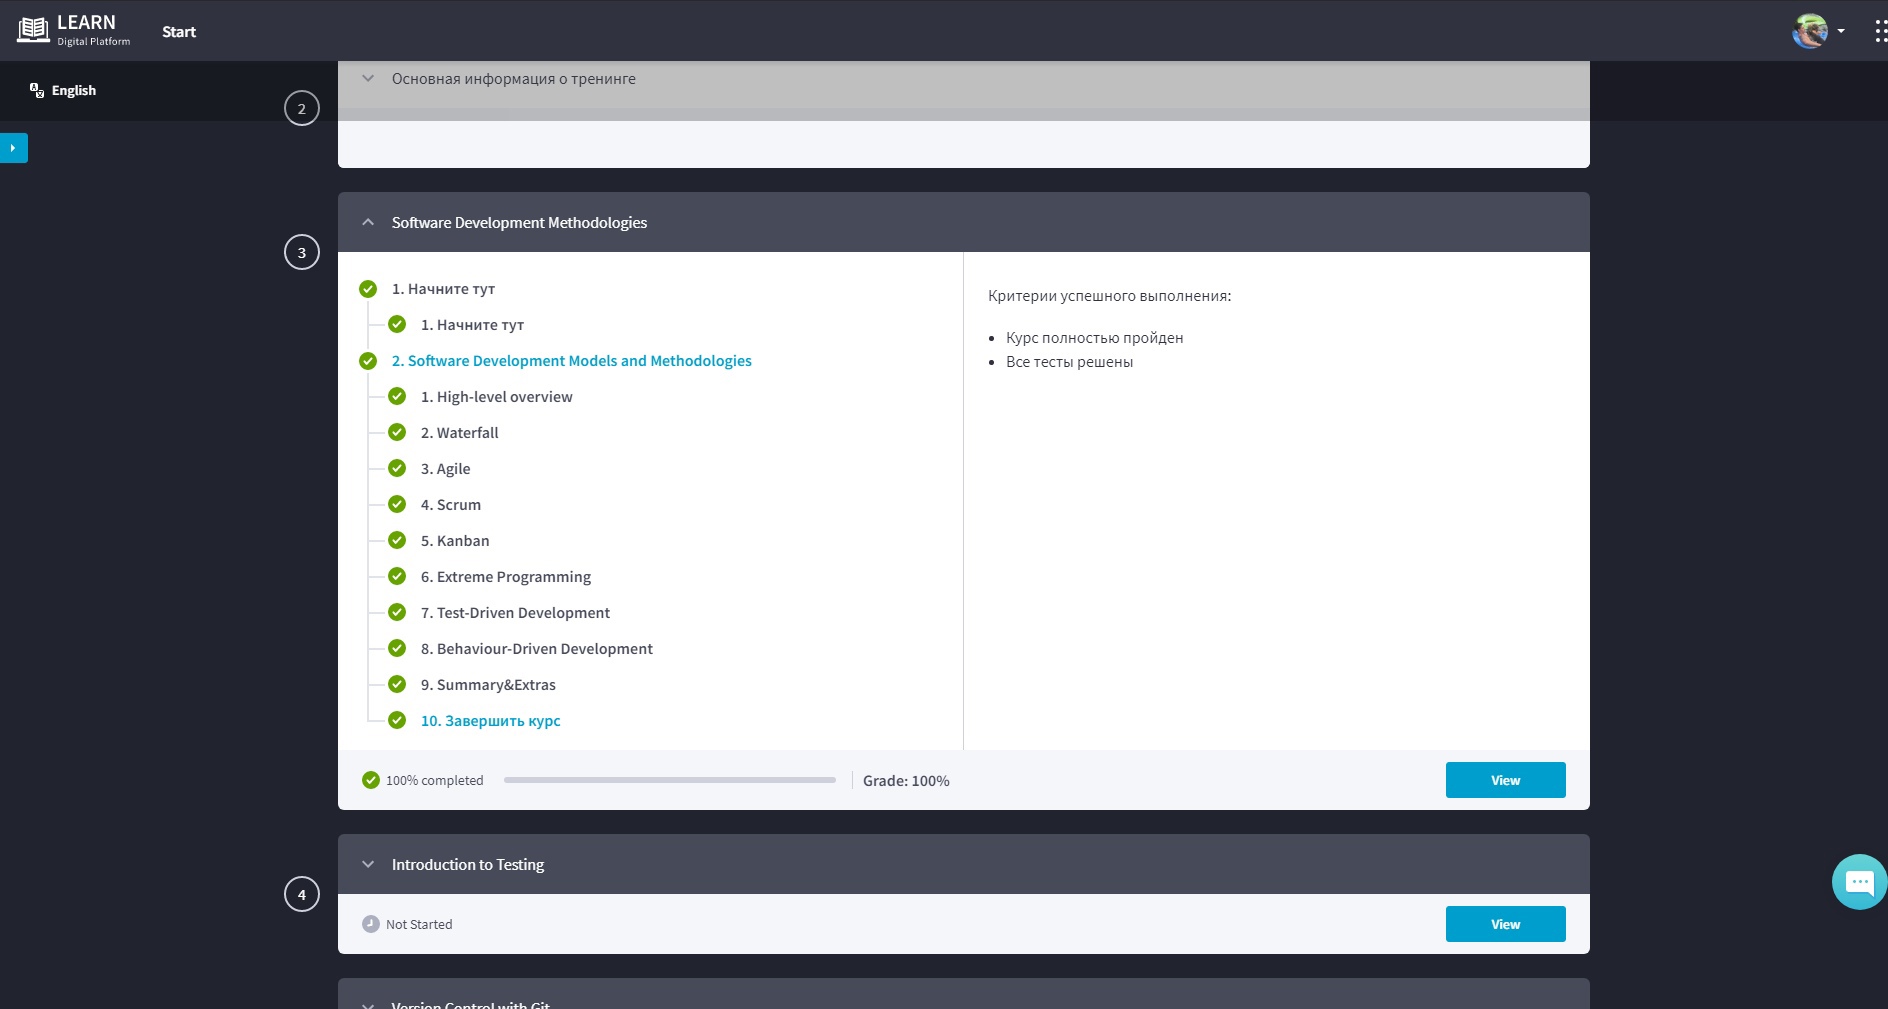 LEARN
Digital Platform
Start
English
Основная информация о тренинге
2
Software Development Methodologies
3
1. Начните тут
1. Начните тут
2. Software Development Models and Methodologies
1. High-level overview
2. Waterfall
3. Agile
4. Scrum
5. Kanban
6. Extreme Programming
7. Test-Driven Development
8. Behaviour-Driven Development
9. Summary&Extras
10. Завершить курс
Критерии успешного выполнения:
Курс полностью пройден
Все тесты решены
100% completed
Grade: 100%
View
Introduction to Testing
4
Not Started
View
Version Control with Git